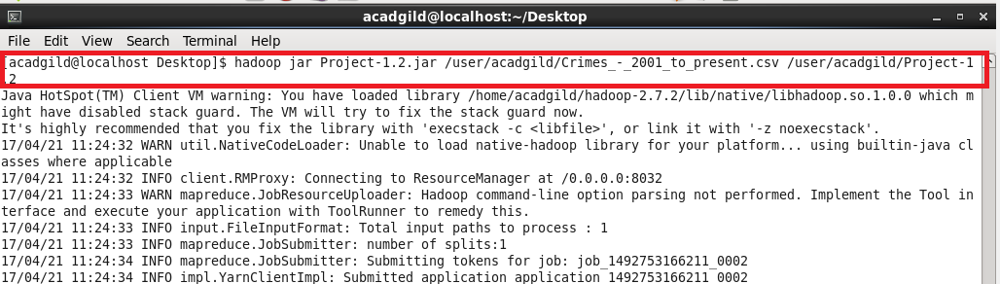 acadgild@localhost:~/Desktop
File Edit View Search Terminal Help
[acadgild@localhost Desktop]$ hadoop jar Project-1.2.jar /user/acadgild/Crimes_-_2001_to_present.csv /user/acadgild/Project-1
.2
Java HotSpot(TM) Client VM warning: You have loaded library /home/acadgild/hadoop-2.7.2/lib/native/libhadoop.so.1.0.0 which m
ight have disabled stack guard. The VM will try to fix the stack guard now.
It's highly recommended that you fix the library with 'execstack -c <libfile>', or link it with '-z noexecstack'.
17/04/21 11:24:32 WARN util.NativeCodeLoader: Unable to load native-hadoop library for your platform... using builtin-java cl
asses where applicable
17/04/21 11:24:32 INFO client.RMProxy: Connecting to ResourceManager at /0.0.0.0:8032
17/04/21 11:24:33 WARN mapreduce.JobResourceUploader: Hadoop command-line option parsing not performed. Implement the Tool in
terface and execute your application with ToolRunner to remedy this.
17/04/21 11:24:33 INFO input.FileInputFormat: Total input paths to process : 1
17/04/21 11:24:33 INFO mapreduce.JobSubmitter: number of splits:1
17/04/21 11:24:34 INFO mapreduce.JobSubmitter: Submitting tokens for job: job_1492753166211_0002
17/04/21 11:24:34 INFO impl.YarnClientImpl: Submitted application application_1492753166211_0002